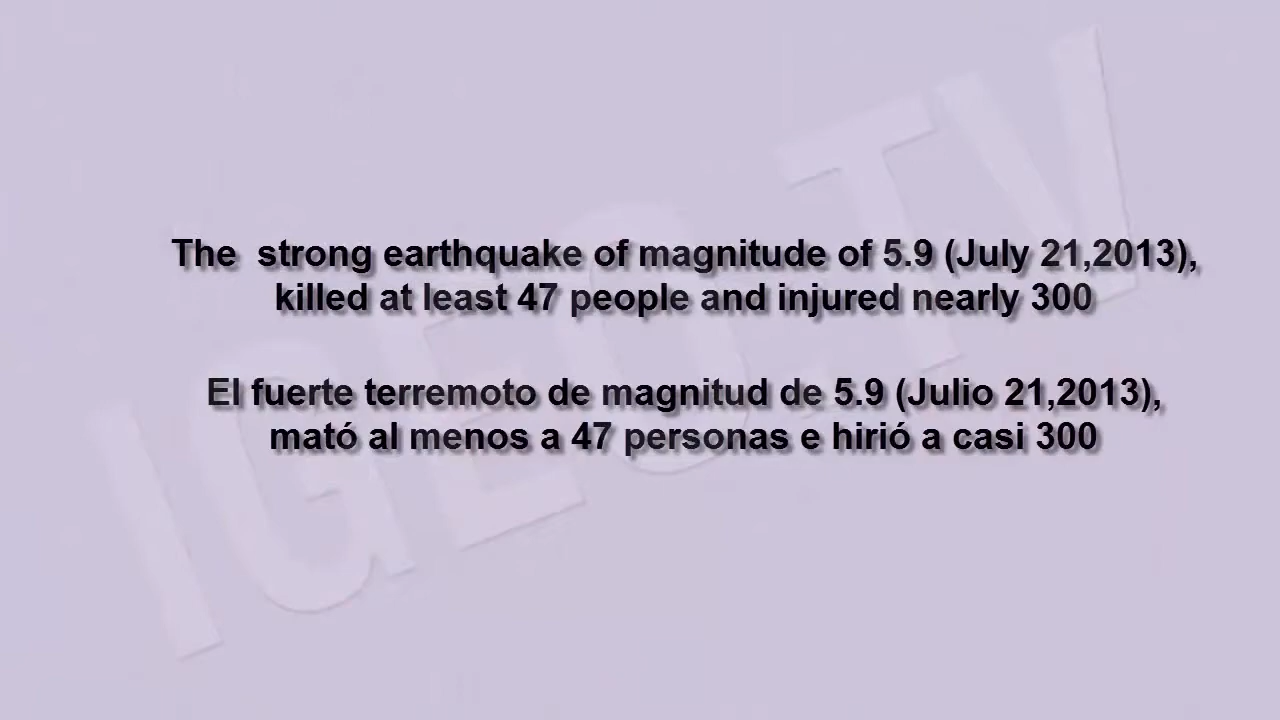 IGEO.TV
The strong earthquake of magnitude of 5.9 (July 21,2013),
killed at least 47 people and injured nearly 300
El fuerte terremoto de magnitud de 5.9 (Julio 21,2013),
mató al menos a 47 personas e hirió a casi 300